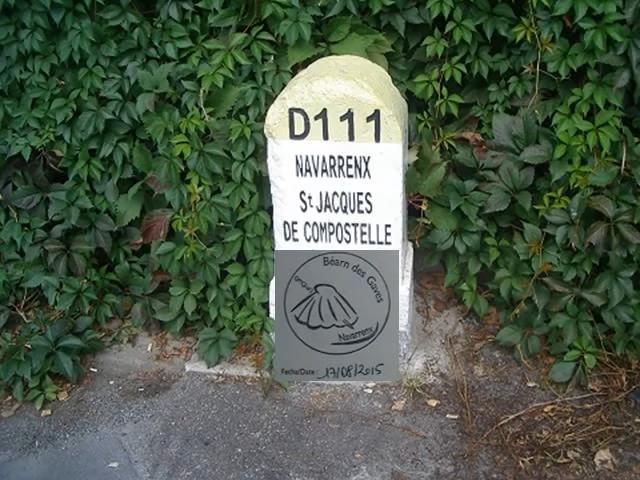 D111
NAVARRENX
St JACQUES
DE COMPOSTELLE
Béarn des Gaves
Navarrenx
Fecha/Date : 17/08/2015